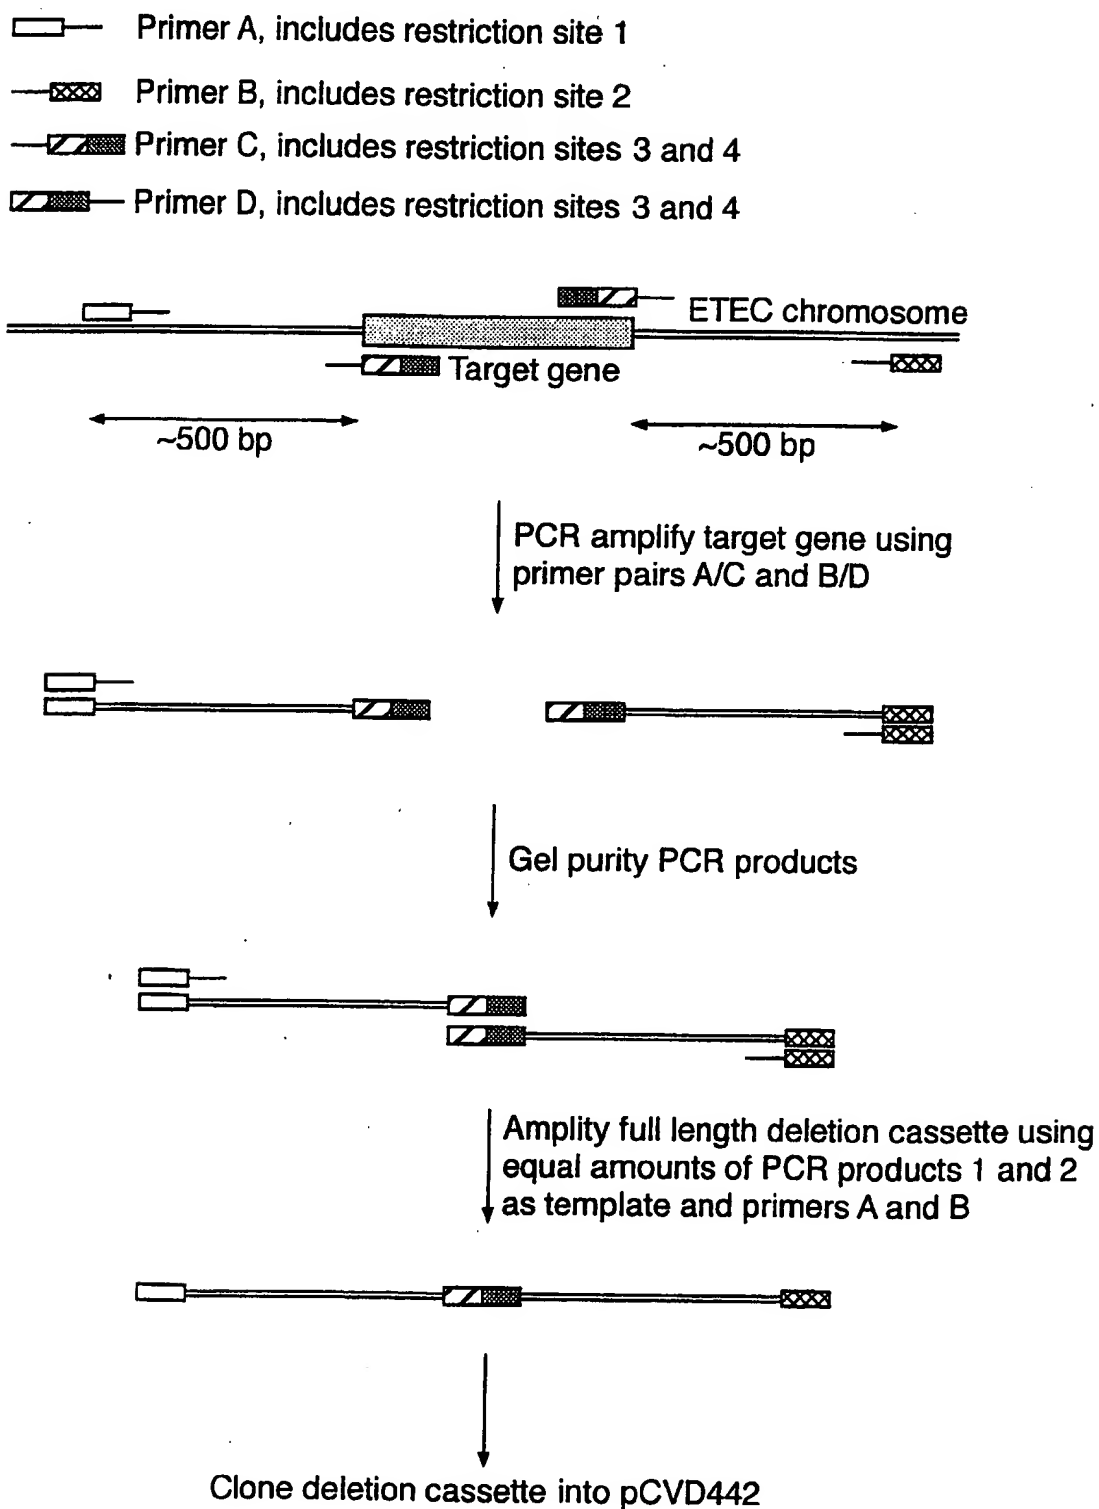 Primer A, includes restriction site 1
Primer B, includes restriction site 2
Primer C, includes restriction sites 3 and 4
Primer D, includes restriction sites 3 and 4
ETEC chromosome
Target gene
~500 bp
~500 bp
PCR amplify target gene using
primer pairs A/C and B/D
Gel purity PCR products
Amplity full length deletion cassette using
equal amounts of PCR products 1 and 2
as template and primers A and B
Clone deletion cassette into pCVD442